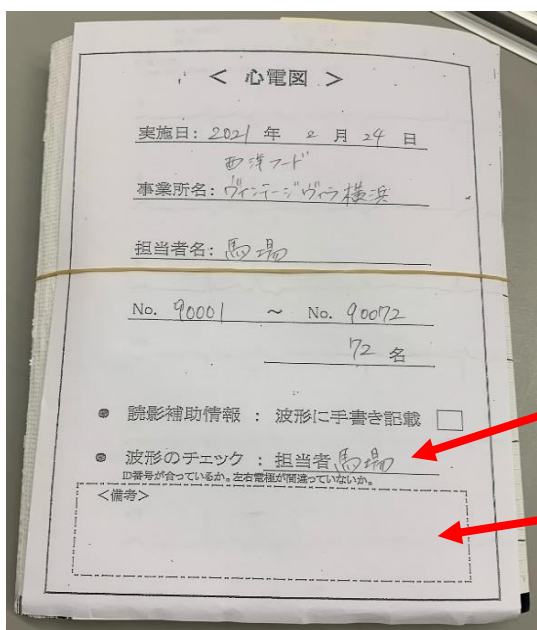 < 心電図 >
実施日: 2021 年 2 月 24 日
西洋フード
事業所名: ヴィンテージヴィラ横浜
担当者名: 馬場
No. 90001 ~ No. 90072
72 名
読影補助情報 : 波形に手書き記載 □
波形のチェック : 担当者 馬場
ID番号が合っているか。左右電極が間違っていないか。
<備考>